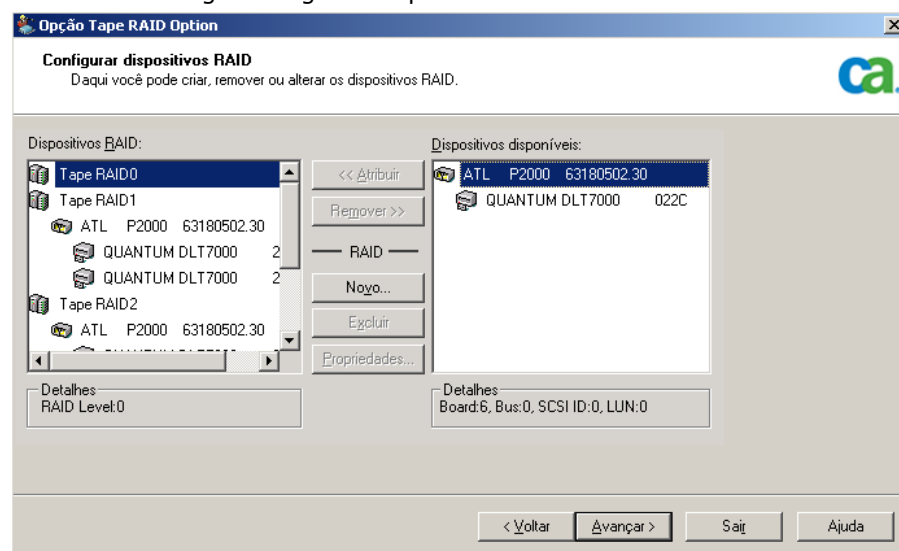 Opção Tape RAID Option
Configurar dispositivos RAID
Daqui você pode criar, remover ou alterar os dispositivos RAID.
ca.
Dispositivos RAID:
Tape RAID0
Tape RAID1
ATL P2000 63180502.30
QUANTUM DLT7000 2
QUANTUM DLT7000 2
Tape RAID2
ATL P2000 63180502.30
<< Atribuir
Remover >>
RAID
Novo...
Excluir
Propriedades...
Dispositivos disponíveis:
ATL P2000 63180502.30
QUANTUM DLT7000 022C
Detalhes
RAID Level:0
Detalhes
Board:6, Bus:0, SCSI ID:0, LUN:0
< Voltar
Avançar >
Sair
Ajuda